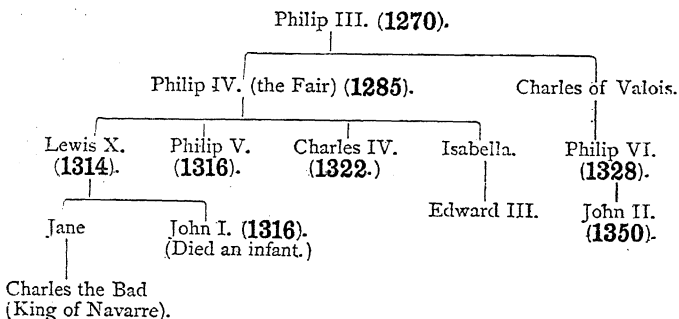 Philip III. (1270).
Philip IV. (the Fair) (1285).
Charles of Valois.
Lewis X.
(1314).
Philip V.
(1316).
Charles IV.
(1322.)
Isabella.
Philip VI.
(1328).
Edward III.
John II.
(1350).
Jane
John I. (1316).
(Died an infant.)
Charles the Bad
(King of Navarre).